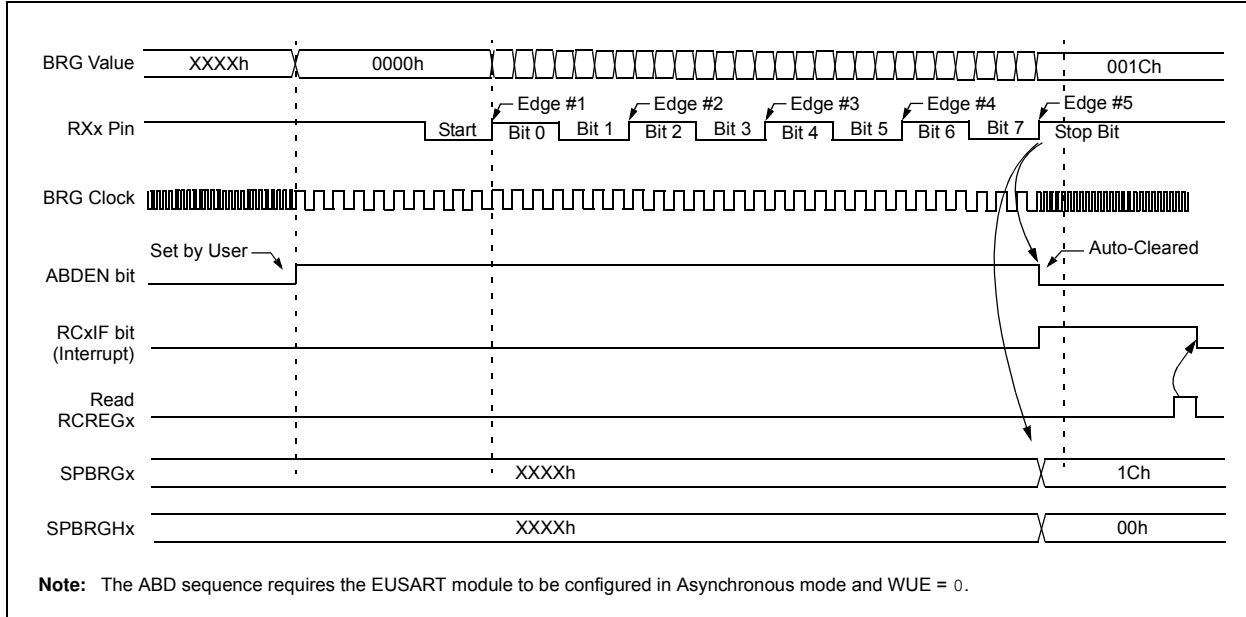 BRG Value XXXXh 0000h 001Ch
Edge #1 Edge #2 Edge #3 Edge #4 Edge #5
RXx Pin Start Bit 0 Bit 1 Bit 2 Bit 3 Bit 4 Bit 5 Bit 6 Bit 7 Stop Bit
BRG Clock
Set by User Auto-Cleared
ABDEN bit
RCxIF bit
(Interrupt)
Read
RCREGx
SPBRGx XXXXh 1Ch
SPBRGHx XXXXh 00h
Note: The ABD sequence requires the EUSART module to be configured in Asynchronous mode and WUE = 0.